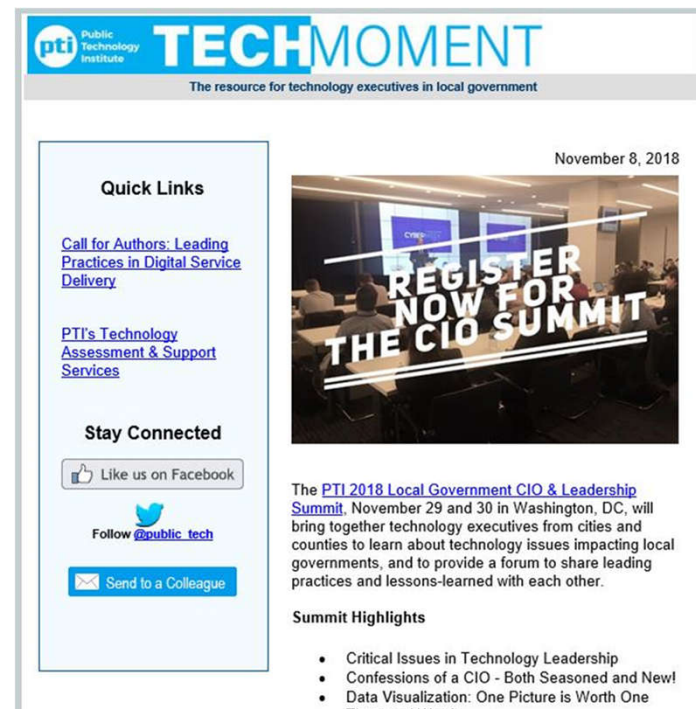 pti Public
Technology
Institute
TECHMOMENT
The resource for technology executives in local government
Quick Links
Call for Authors: Leading
Practices in Digital Service
Delivery
PTI's Technology
Assessment & Support
Services
Stay Connected
Like us on Facebook
Follow @public_tech
Send to a Colleague
November 8, 2018
REGISTER
NOW FOR
THE CIO SUMMIT
The PTI 2018 Local Government CIO & Leadership
Summit, November 29 and 30 in Washington, DC, will
bring together technology executives from cities and
counties to learn about technology issues impacting local
governments, and to provide a forum to share leading
practices and lessons-learned with each other.
Summit Highlights
• Critical Issues in Technology Leadership
• Confessions of a CIO - Both Seasoned and New!
• Data Visualization: One Picture is Worth One